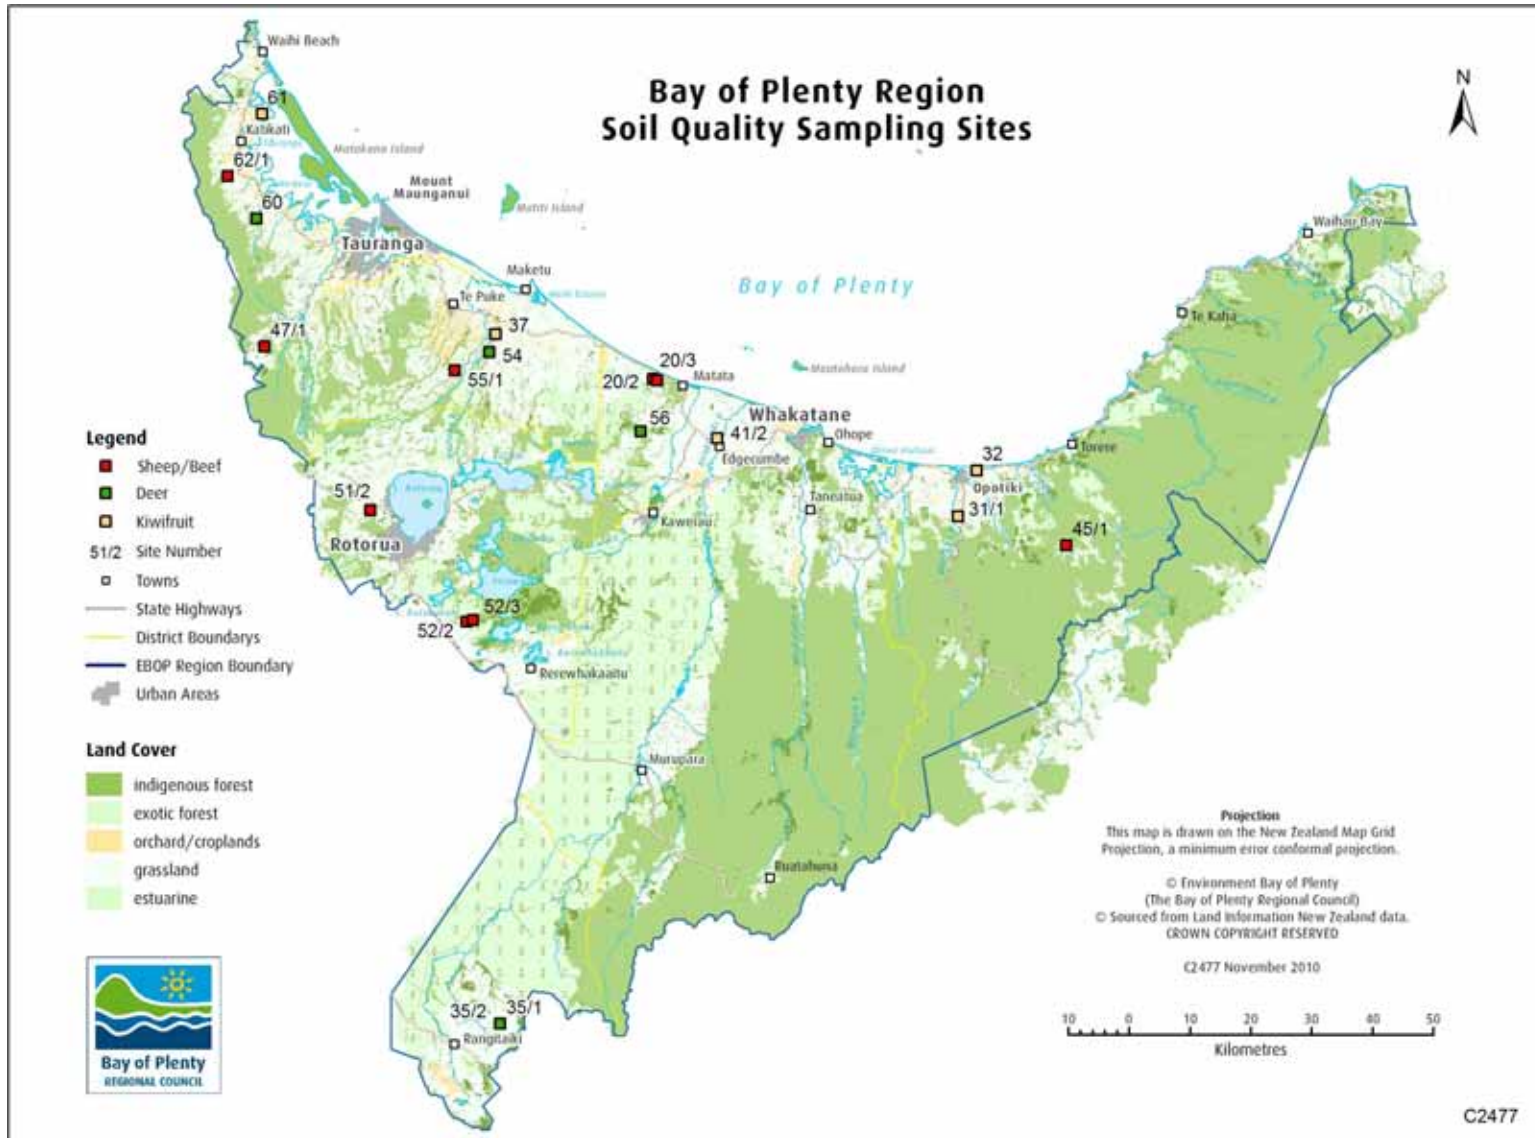 Bay of Plenty Region
Soil Quality Sampling Sites
N
Waihi Beach
61
Katikati
62/1
Matakana Island
Mount
Maunganui
60
Motiti Island
Tauranga
Waihau Bay
Maketu
Bay of Plenty
Te Puke
Te Kaha
37
47/1
54
55/1
20/3
20/2
Matata
Moutohora Island
56
Whakatane
41/2
Ohope
Edgecumbe
Torere
32
Opotiki
31/1
51/2
Rotorua
Kawerau
Taneatua
45/1
52/3
52/2
Rerewhakaaitu
Murupara
Ruatahuna
35/2
35/1
Rangitaiki
Legend
Sheep/Beef
Deer
Kiwifruit
51/2 Site Number
Towns
State Highways
District Boundarys
EBOP Region Boundary
Urban Areas
Land Cover
indigenous forest
exotic forest
orchard/croplands
grassland
estuarine
Bay of Plenty
REGIONAL COUNCIL
Projection
This map is drawn on the New Zealand Map Grid
Projection, a minimum error conformal projection.
© Environment Bay of Plenty
(The Bay of Plenty Regional Council)
© Sourced from Land Information New Zealand data.
CROWN COPYRIGHT RESERVED
C2477 November 2010
10 0 10 20 30 40 50
Kilometres
C2477